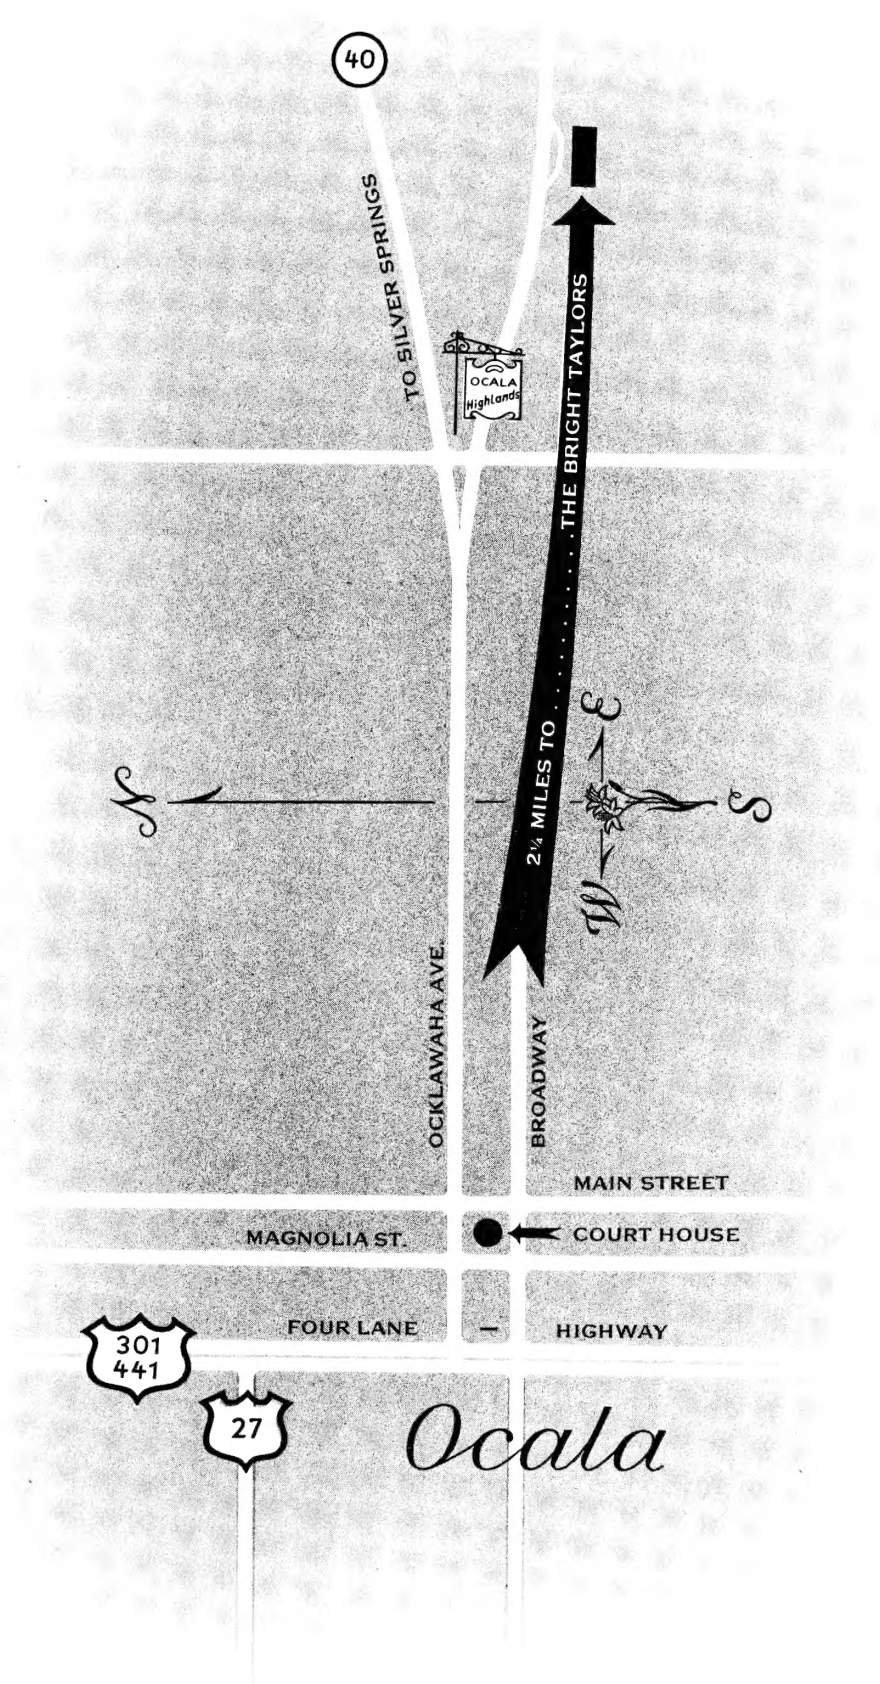 40
TO SILVER SPRINGS
OCALA
Highlands
2¼ MILES TO . . . . . . . . . . . . THE BRIGHT TAYLORS
E
N
S
W
OCKLAWAHA AVE.
BROADWAY
MAIN STREET
MAGNOLIA ST.
COURT HOUSE
FOUR LANE — HIGHWAY
301
441
27
Ocala